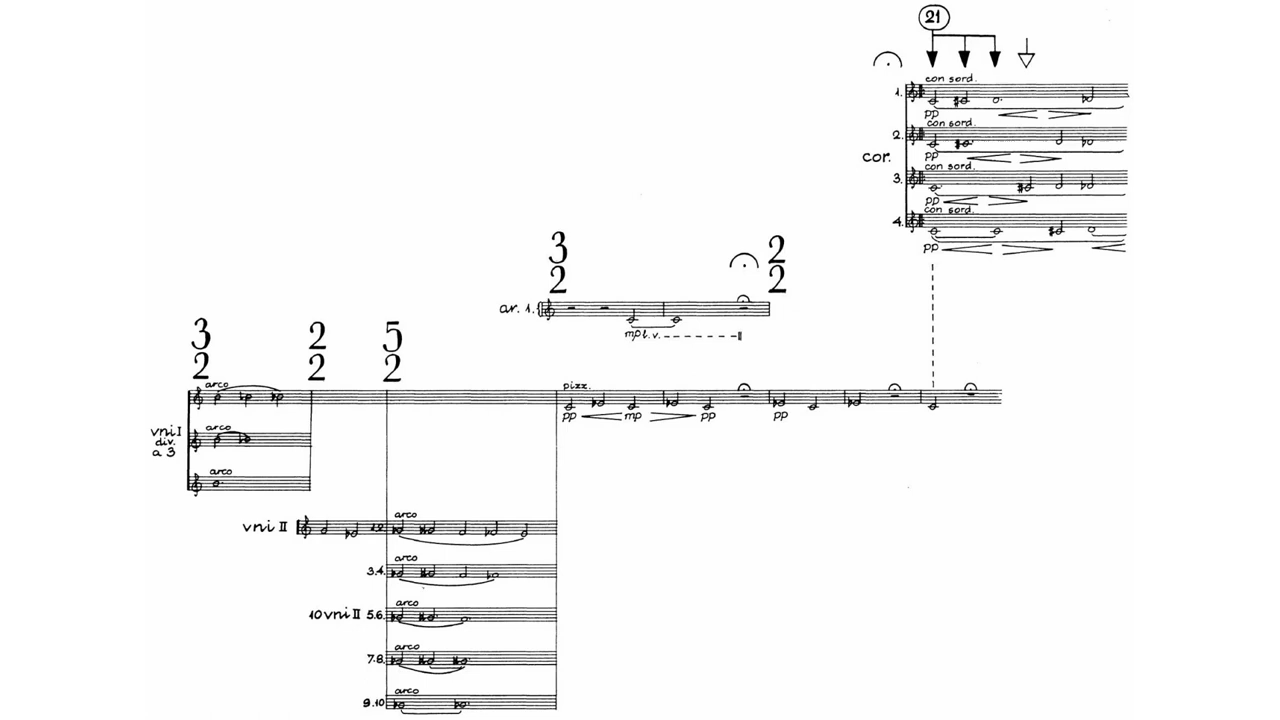 21
con sord.
1.
pp
con sord.
2.
pp
cor.
con sord.
3.
pp
con sord.
4.
pp
3 2
2 2
ar. 1.
mp l. v.
3 2 5
2 2 2
arco
pizz.
pp mp pp pp
vni I
div.
a 3
arco
arco
vni II
1.2.
arco
3.4.
arco
10 vni II 5.6.
arco
7.8.
arco
9.10
arco